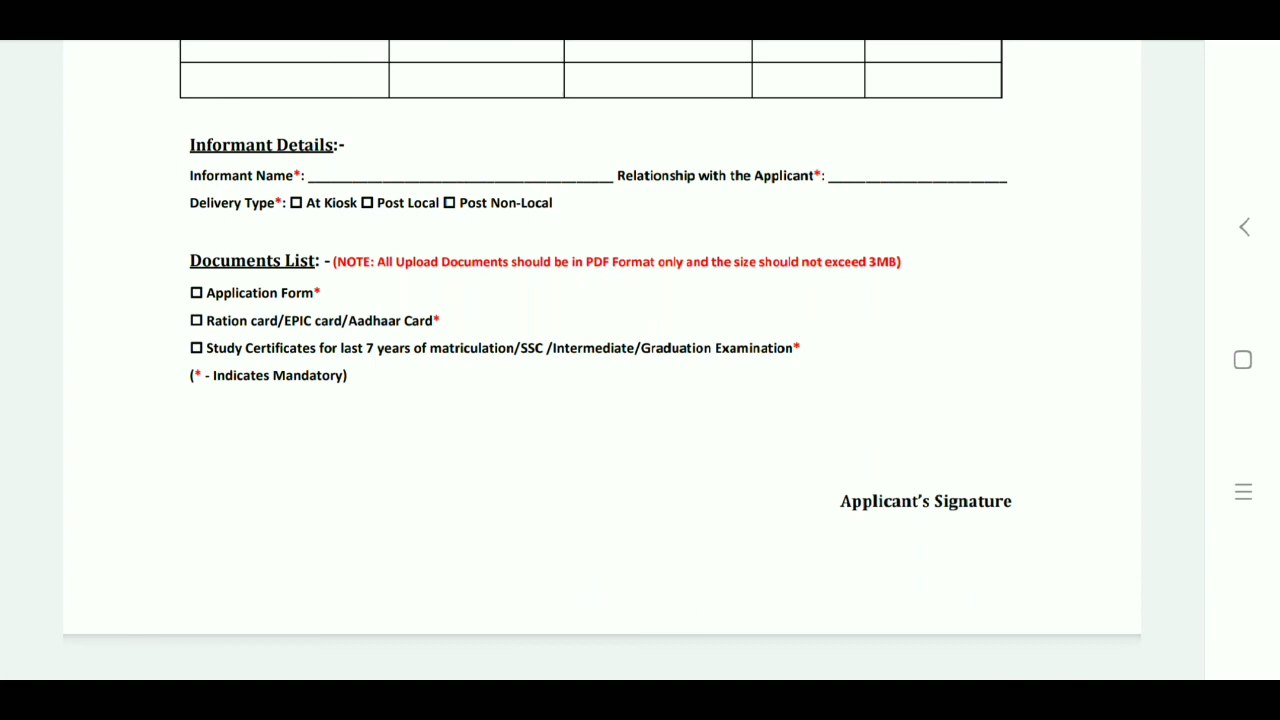 Informant Details:-
Informant Name*: ______________________________________ Relationship with the Applicant*: ______________________
Delivery Type*: ☐ At Kiosk ☐ Post Local ☐ Post Non-Local
Documents List: - (NOTE: All Upload Documents should be in PDF Format only and the size should not exceed 3MB)
☐ Application Form*
☐ Ration card/EPIC card/Aadhaar Card*
☐ Study Certificates for last 7 years of matriculation/SSC /Intermediate/Graduation Examination*
(* - Indicates Mandatory)
Applicant's Signature